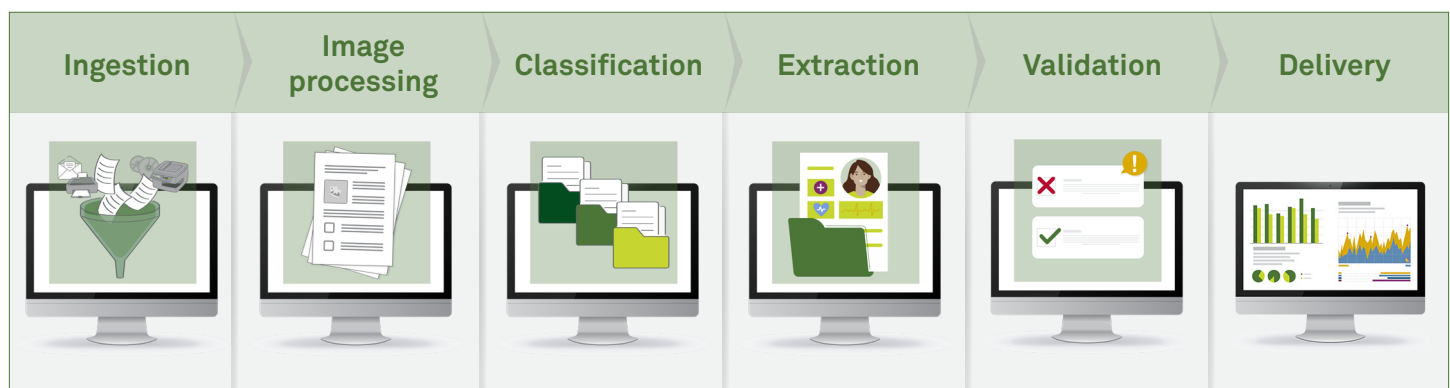 Ingestion
Image
processing
Classification
Extraction
Validation
Delivery